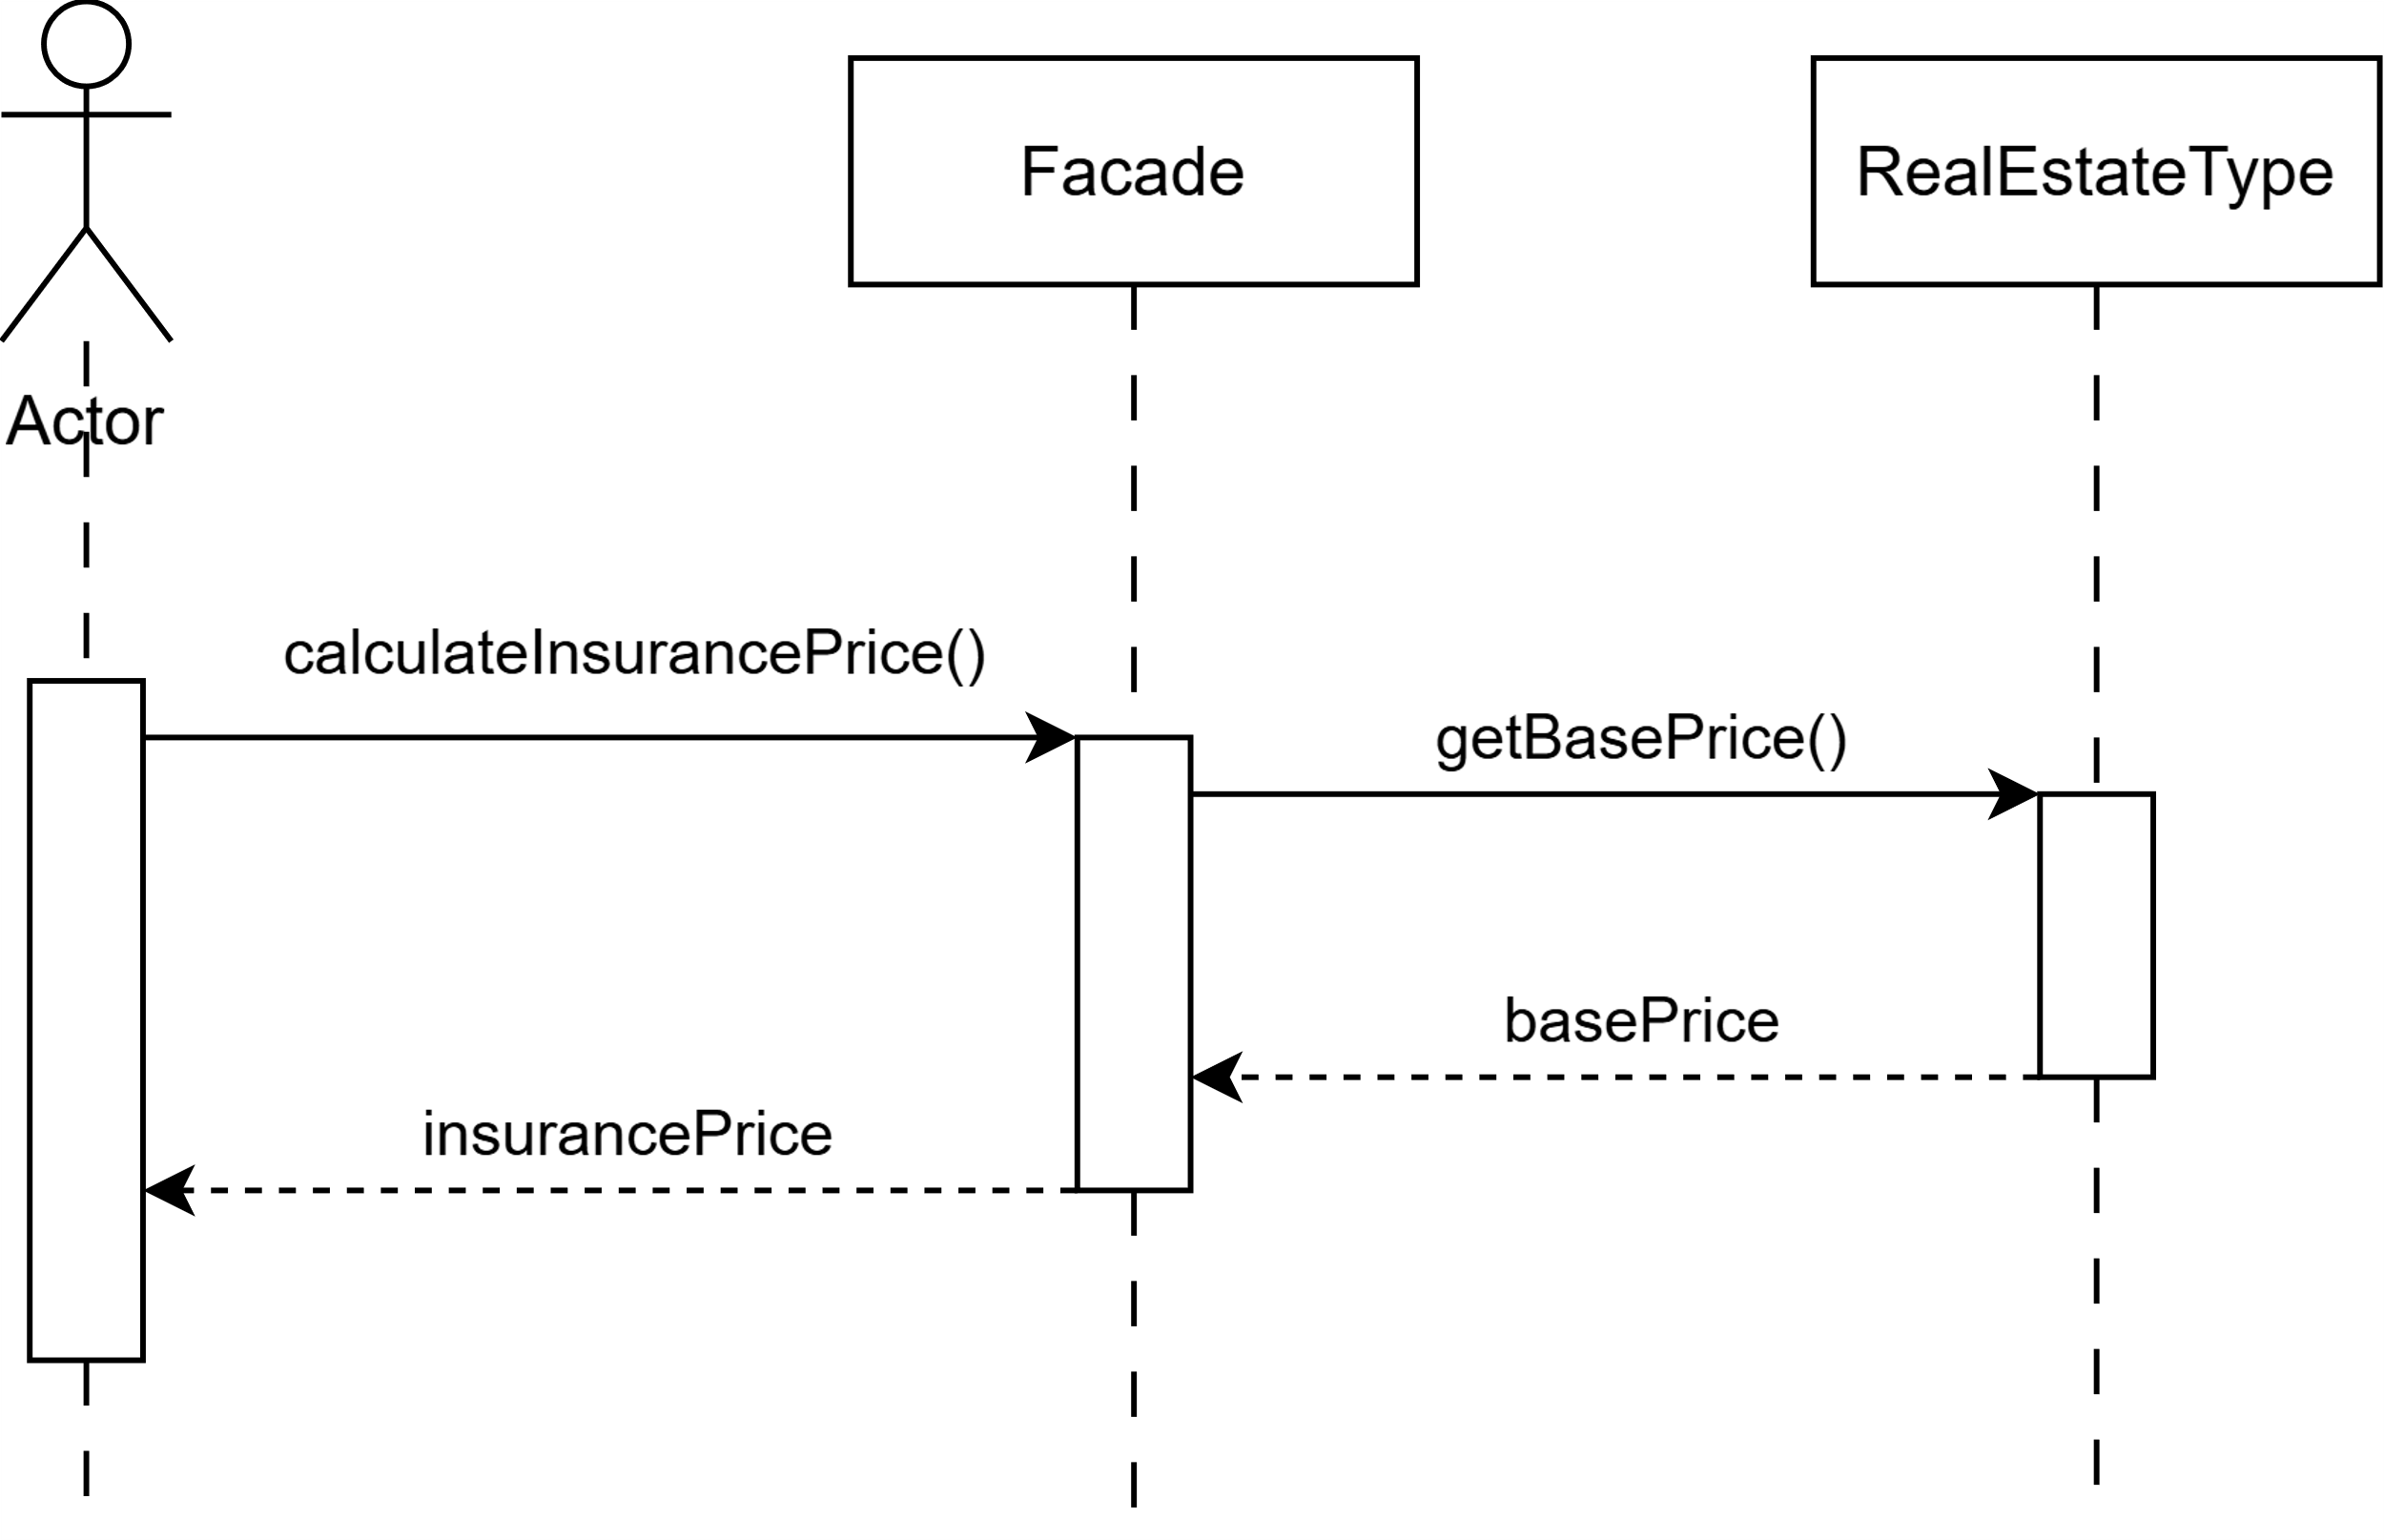 Facade
RealEstateType
Actor
calculateInsurancePrice()
getBasePrice()
basePrice
insurancePrice